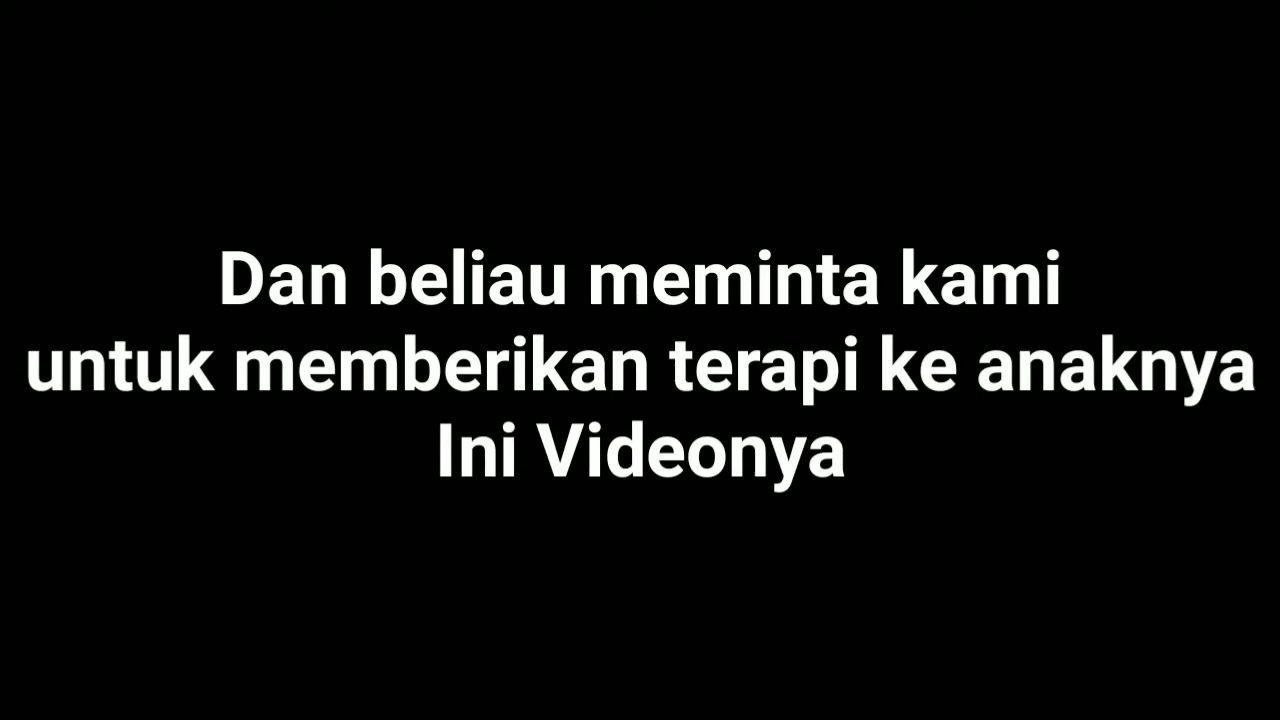 Dan beliau meminta kami
untuk memberikan terapi ke anaknya
Ini Videonya